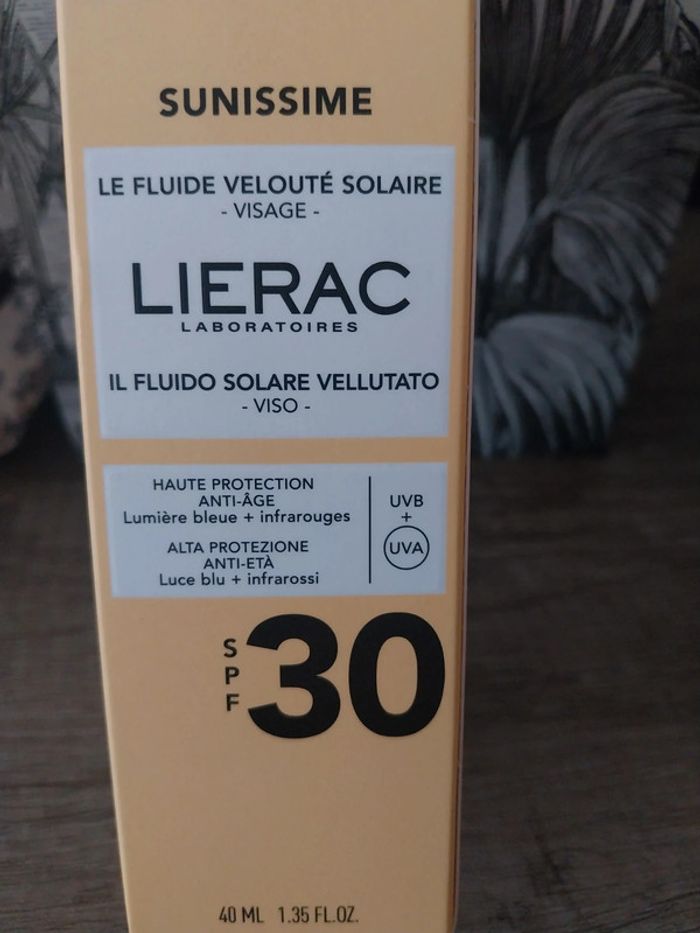 SUNISSIME
LE FLUIDE VELOUTÉ SOLAIRE
- VISAGE -
LIERAC
LABORATOIRES
IL FLUIDO SOLARE VELLUTATO
- VISO -
HAUTE PROTECTION
ANTI-ÂGE
Lumière bleue + infrarouges
ALTA PROTEZIONE
ANTI-ETÀ
Luce blu + infrarossi
UVB
+
UVA
SPF 30
40 ML 1.35 FL.OZ.